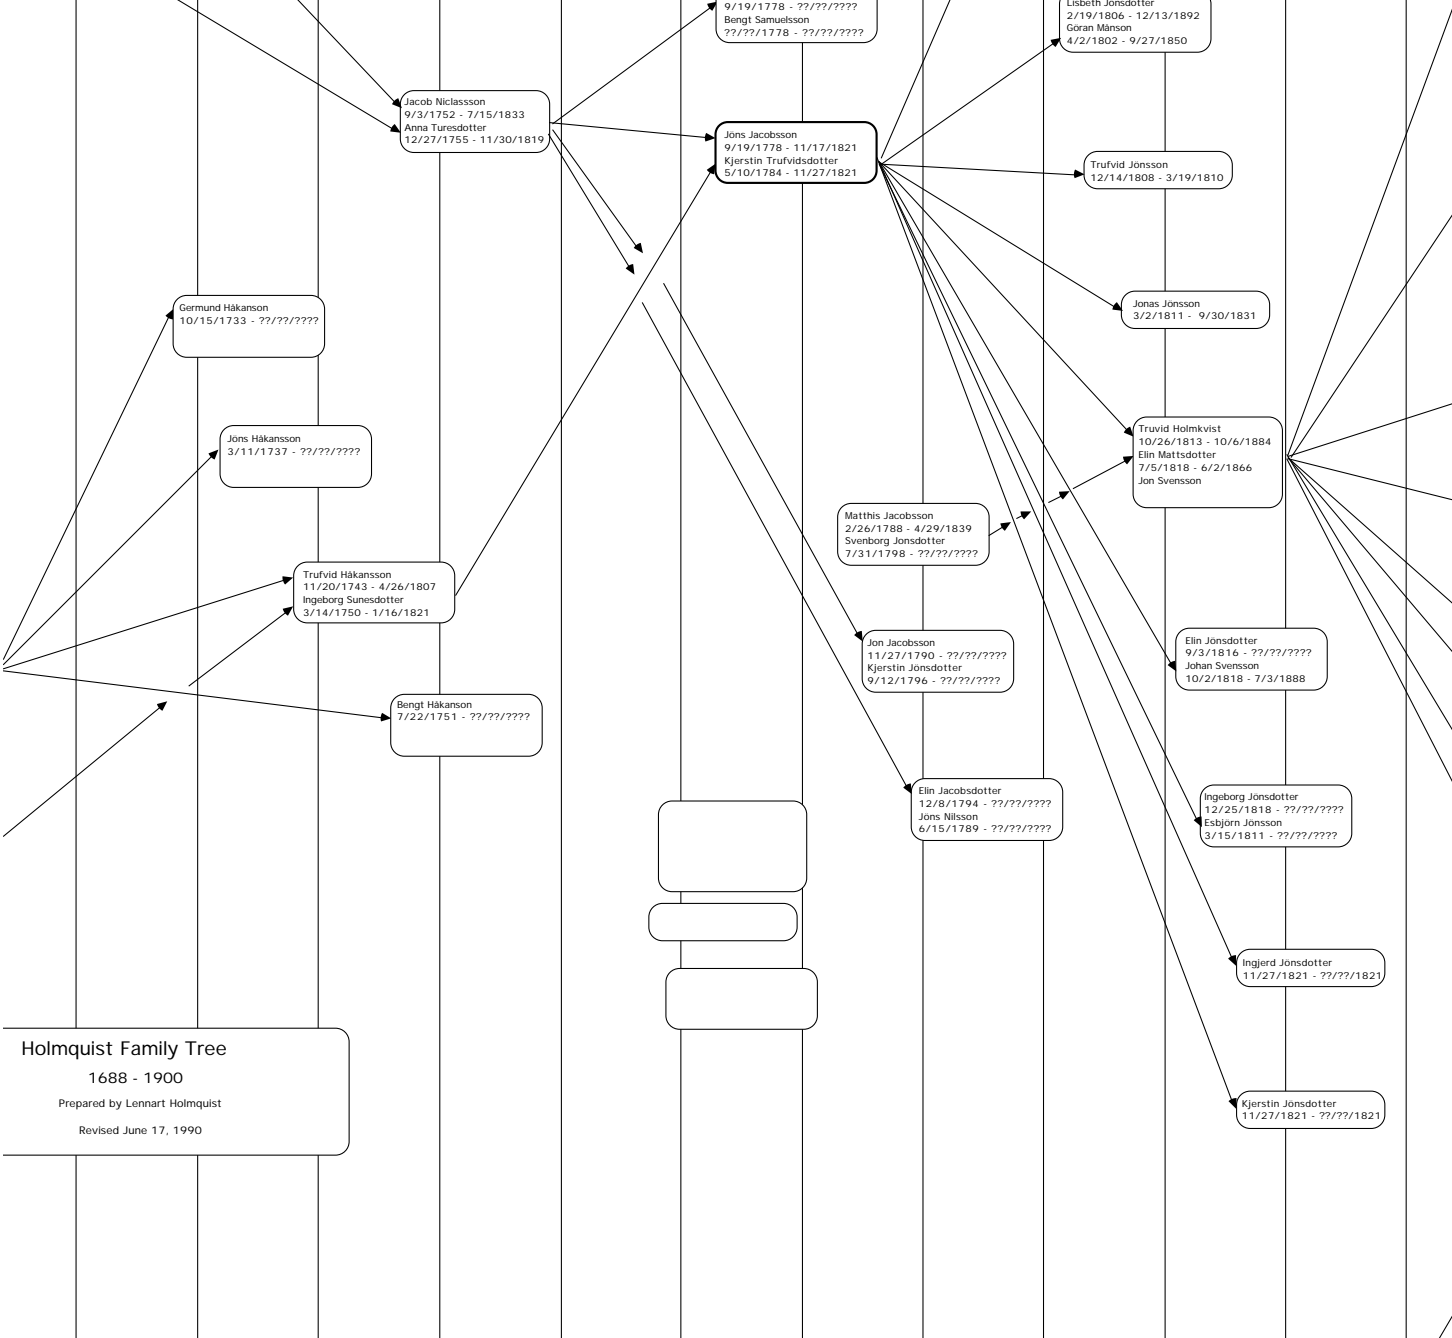 9/19/1778 - ??/??/????
Bengt Samuelsson
??/??/1778 - ??/??/????
Lisbeth Jonsdotter
2/19/1806 - 12/13/1892
Göran Månson
4/2/1802 - 9/27/1850
Jacob Niclassson
9/3/1752 - 7/15/1833
Anna Turesdotter
12/27/1755 - 11/30/1819
Jöns Jacobsson
9/19/1778 - 11/17/1821
Kjerstin Trufvidsdotter
5/10/1784 - 11/27/1821
Trufvid Jönsson
12/14/1808 - 3/19/1810
Germund Håkanson
10/15/1733 - ??/??/????
Jonas Jönsson
3/2/1811 - 9/30/1831
Jöns Håkansson
3/11/1737 - ??/??/????
Truvid Holmkvist
10/26/1813 - 10/6/1884
Elin Mattsdotter
7/5/1818 - 6/2/1866
Jon Svensson
Matthis Jacobsson
2/26/1788 - 4/29/1839
Svenborg Jonsdotter
7/31/1798 - ??/??/????
Trufvid Håkansson
11/20/1743 - 4/26/1807
Ingeborg Sunesdotter
3/14/1750 - 1/16/1821
Jon Jacobsson
11/27/1790 - ??/??/????
Kjerstin Jönsdotter
9/12/1796 - ??/??/????
Elin Jönsdotter
9/3/1816 - ??/??/????
Johan Svensson
10/2/1818 - 7/3/1888
Bengt Håkanson
7/22/1751 - ??/??/????
Elin Jacobsdotter
12/8/1794 - ??/??/????
Jöns Nilsson
6/15/1789 - ??/??/????
Ingeborg Jönsdotter
12/25/1818 - ??/??/????
Esbjörn Jönsson
3/15/1811 - ??/??/????
Ingjerd Jönsdotter
11/27/1821 - ??/??/1821
Holmquist Family Tree
1688 - 1900
Prepared by Lennart Holmquist
Revised June 17, 1990
Kjerstin Jönsdotter
11/27/1821 - ??/??/1821